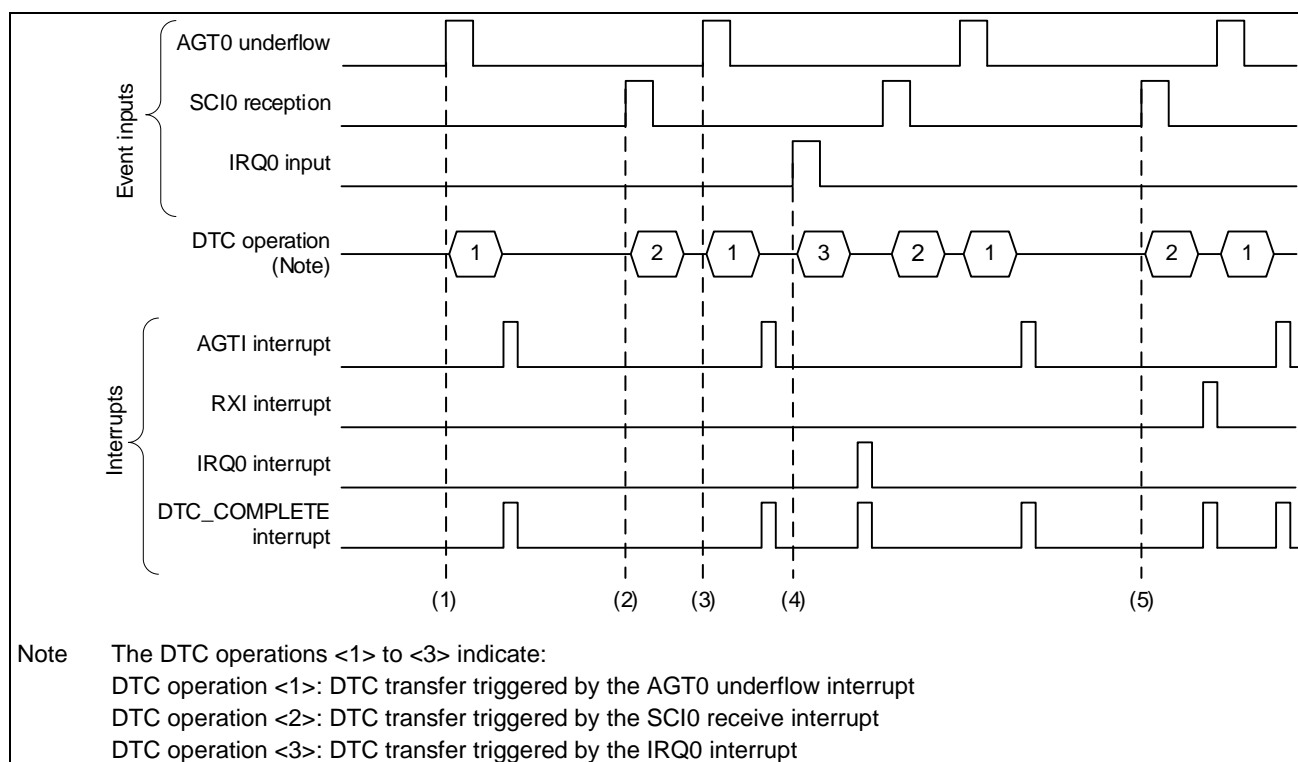 Event inputs
AGT0 underflow
SCI0 reception
IRQ0 input
DTC operation
(Note)
1
2
1
3
2
1
2
1
Interrupts
AGTI interrupt
RXI interrupt
IRQ0 interrupt
DTC_COMPLETE
interrupt
(1)
(2)
(3)
(4)
(5)
Note The DTC operations <1> to <3> indicate:
DTC operation <1>: DTC transfer triggered by the AGT0 underflow interrupt
DTC operation <2>: DTC transfer triggered by the SCI0 receive interrupt
DTC operation <3>: DTC transfer triggered by the IRQ0 interrupt